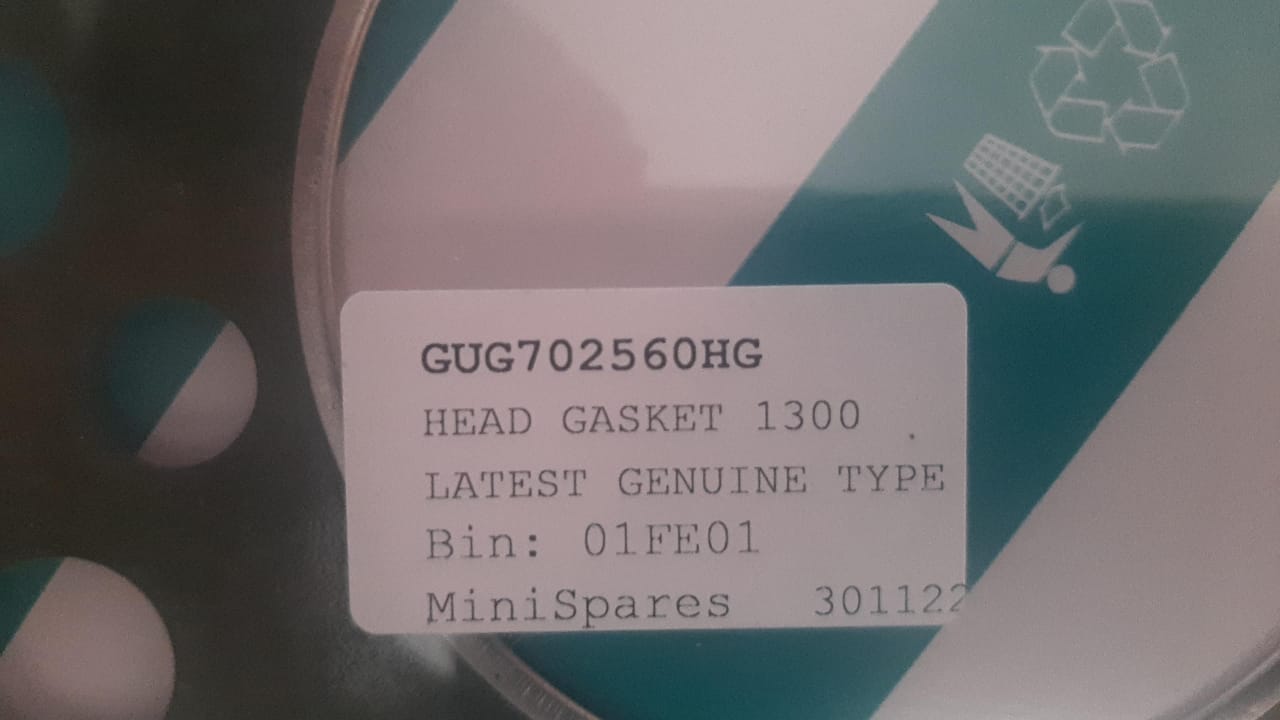 GUG702560HG
HEAD GASKET 1300
LATEST GENUINE TYPE
Bin: 01FE01
MiniSpares 301122